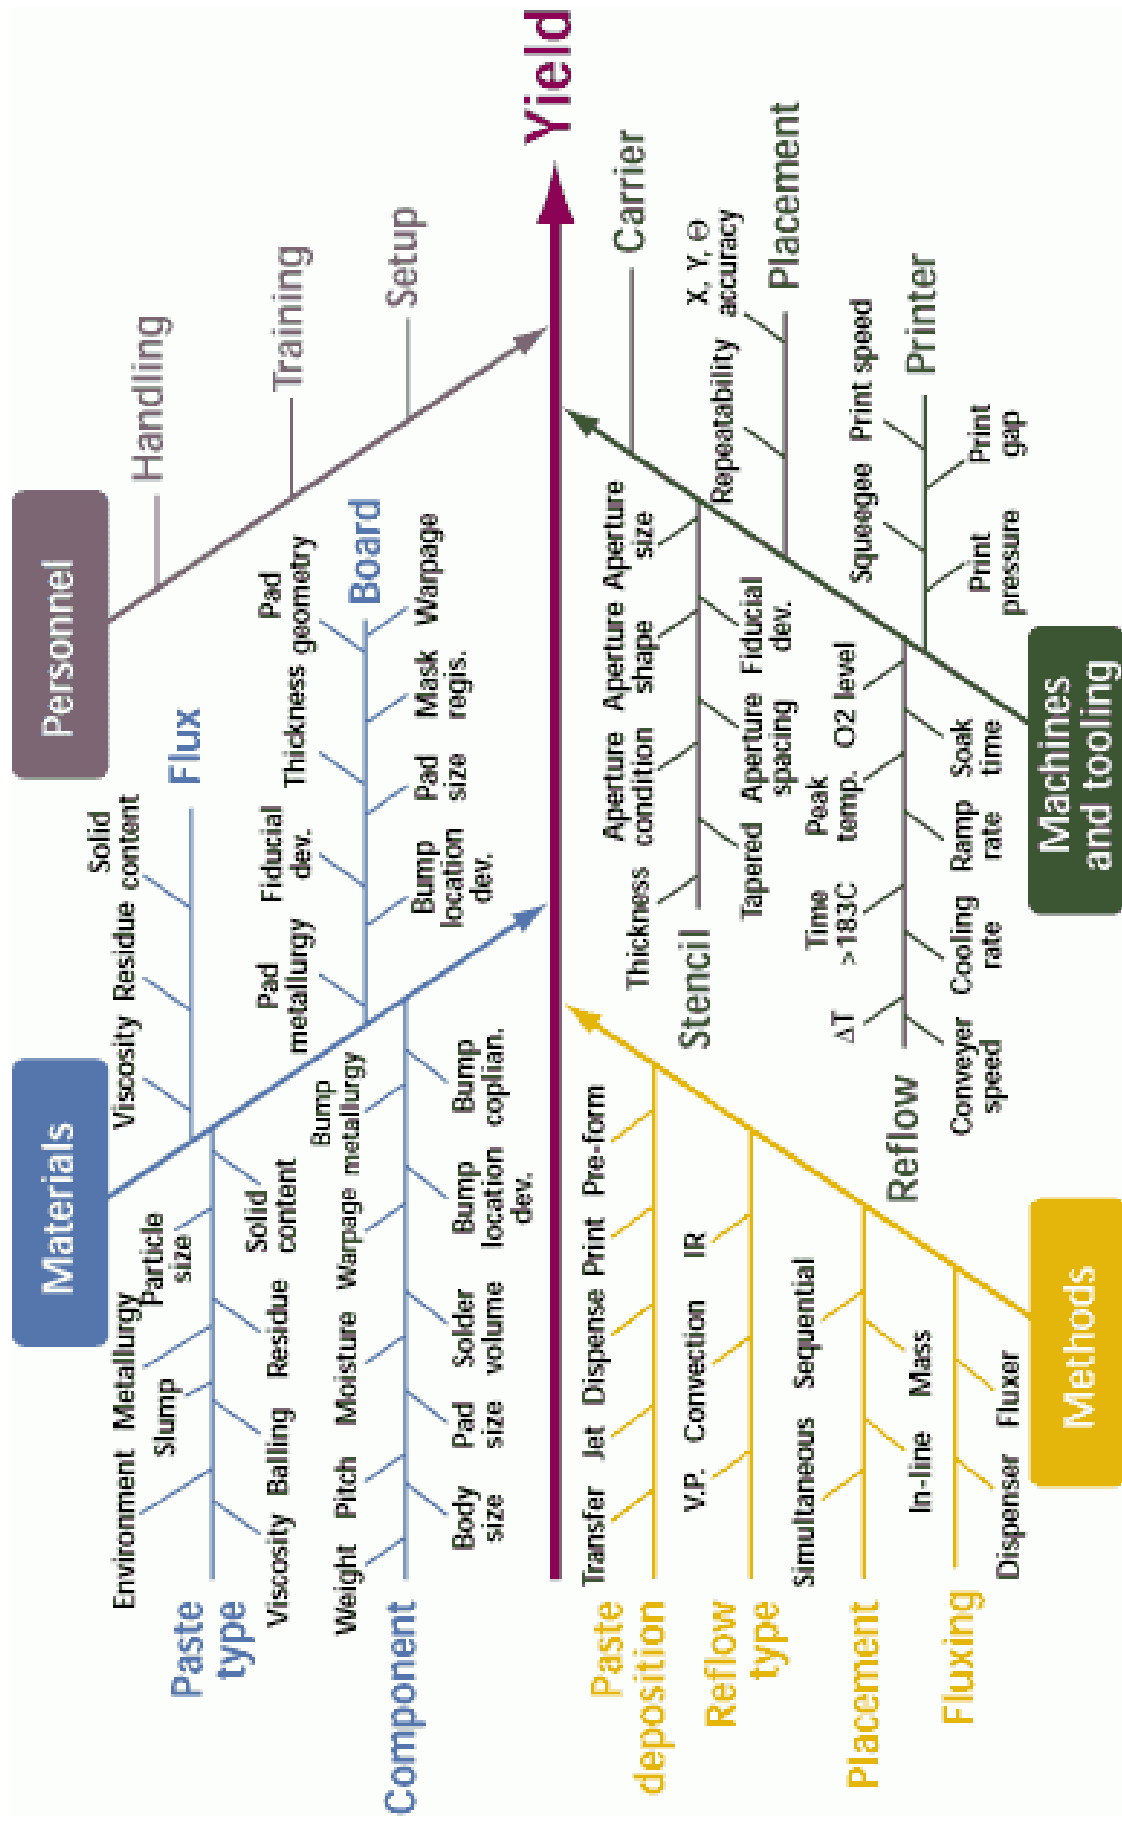 Materials
Personnel
Solid
content
Residue
Viscosity
Flux
Handling
Training
Setup
Environment
Metallurgy
Slump
Particle
size
Paste
type
Viscosity
Balling
Residue
Solid
content
Pad
metallurgy
Fiducial
dev.
Thickness
Pad
geometry
Board
Bump
location
dev.
Pad
size
Mask
regis.
Warpage
Weight
Pitch
Moisture
Warpage
Bump
metallurgy
Component
Body
size
Pad
size
Solder
volume
Bump
location
dev.
Bump
coplian.
Yield
Transfer
Jet
Dispense
Print
Pre-form
Paste
deposition
V.P.
Convection
IR
Reflow
type
Simultaneous
Sequential
Placement
In-line
Mass
Fluxing
Dispenser
Fluxer
Methods
Thickness
Aperture
condition
Aperture
shape
Aperture
size
Stencil
Tapered
Aperture
spacing
Fiducial
dev.
Carrier
X, Y, Θ
accuracy
Repeatability
Placement
ΔT
Time
>183C
Peak
temp.
O2 level
Reflow
Conveyer
speed
Cooling
rate
Ramp
rate
Soak
time
Squeegee
Print speed
Printer
Print
pressure
Print
gap
Machines
and tooling